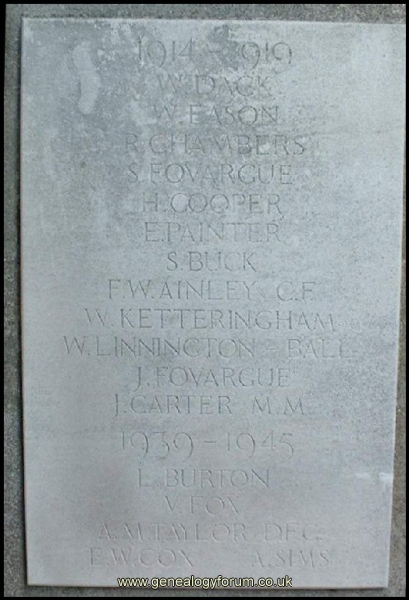 1914 - 1919
W. DACK
W. EASON
R. CHAMBERS
S. FOVARGUE
H. COOPER
E. PAINTER
S. BUCK
F. W. AINLEY C.F.
W. KETTERINGHAM
W. LINNINGTON - BALL
J. FOVARGUE
J. CARTER M.M.
1939 - 1945
L. BURTON
V. FOX
A. M. TAYLOR, D.F.C.
E. W. COX A. SIMS
www.genealogyforum.co.uk